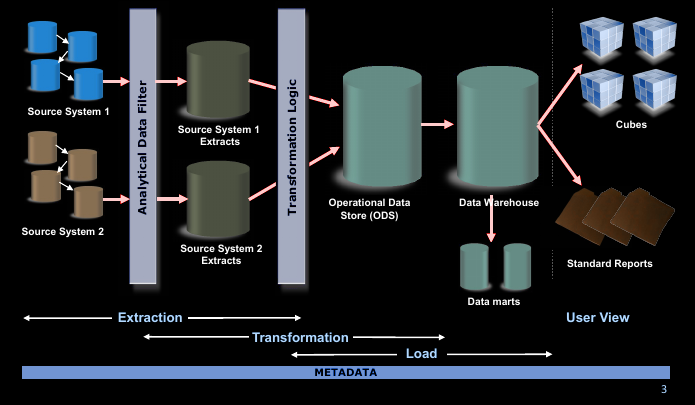 Source System 1
Analytical Data Filter
Source System 1
Extracts
Transformation Logic
Operational Data
Store (ODS)
Data Warehouse
Cubes
Source System 2
Source System 2
Extracts
Data marts
Standard Reports
Extraction
User View
Transformation
Load
METADATA
3